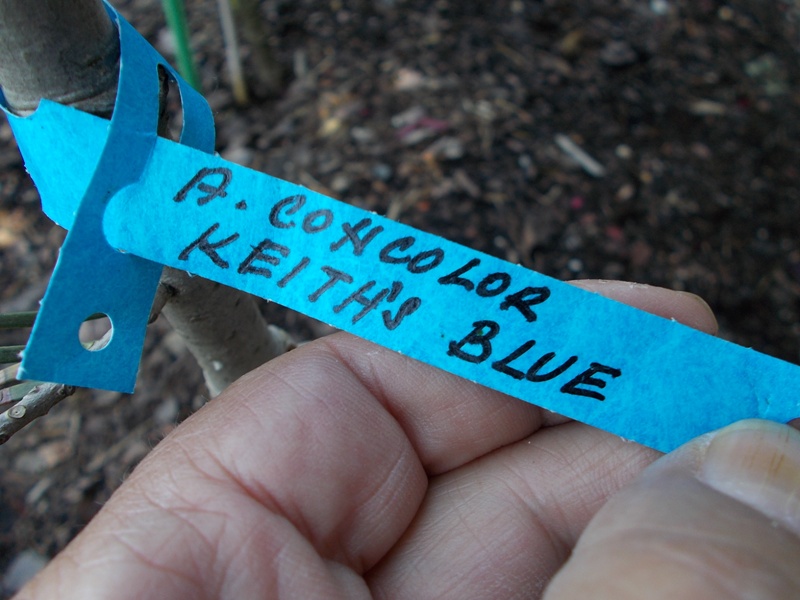 A. CONCOLOR
KEITH'S BLUE